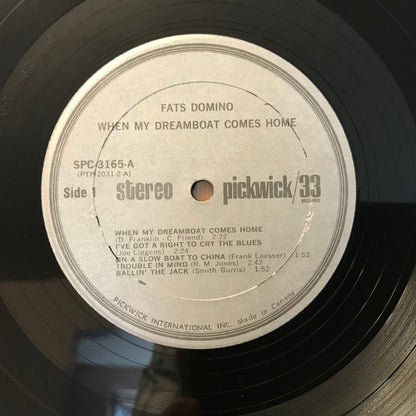 FATS DOMINO
WHEN MY DREAMBOAT COMES HOME
SPC-3165-A
(PTP-2031-2-A)
Side 1 stereo pickwick/33
RECORDS
WHEN MY DREAMBOAT COMES HOME
(D. Franklin - C. Friend) 2:22
I'VE GOT A RIGHT TO CRY THE BLUES
(Joe Liggens) 2:24
ON A SLOW BOAT TO CHINA (Frank Loesser) 1:52
TROUBLE IN MIND (R. M. Jones) 2:47
BALLIN' THE JACK (Smith/Burris) 1:52
PICKWICK INTERNATIONAL INC. Made in Canada